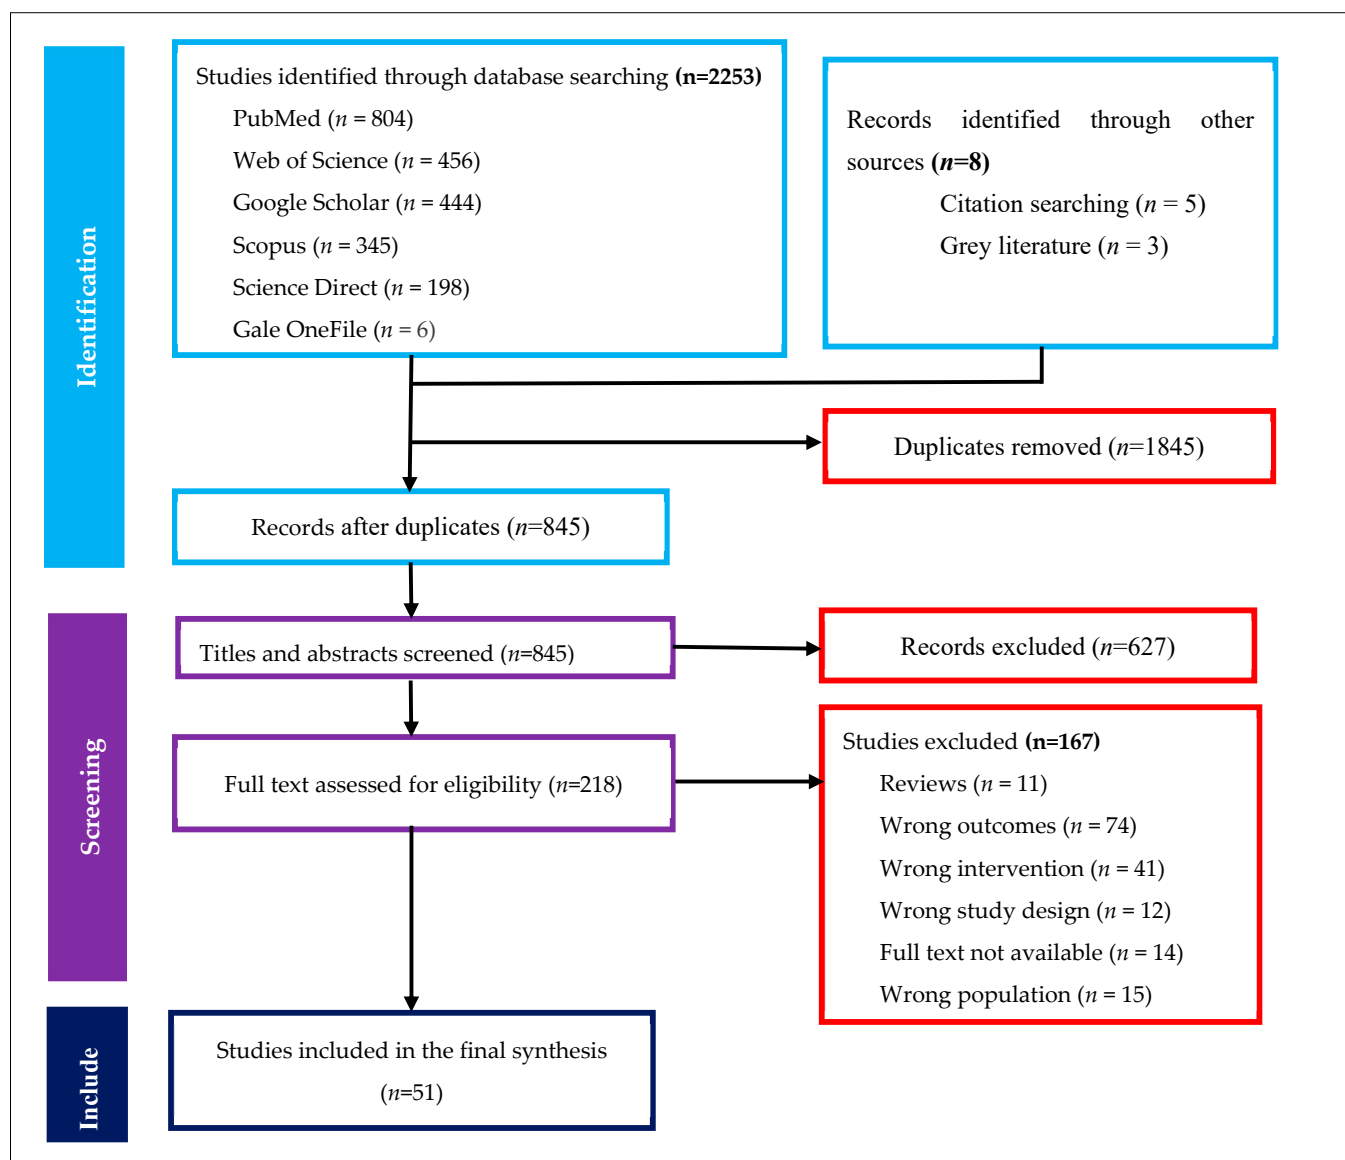 Identification
Studies identified through database searching (n=2253)
PubMed (n = 804)
Web of Science (n = 456)
Google Scholar (n = 444)
Scopus (n = 345)
Science Direct (n = 198)
Gale OneFile (n = 6)
Records identified through other
sources (n=8)
Citation searching (n = 5)
Grey literature (n = 3)
Duplicates removed (n=1845)
Records after duplicates (n=845)
Screening
Titles and abstracts screened (n=845)
Records excluded (n=627)
Full text assessed for eligibility (n=218)
Studies excluded (n=167)
Reviews (n = 11)
Wrong outcomes (n = 74)
Wrong intervention (n = 41)
Wrong study design (n = 12)
Full text not available (n = 14)
Wrong population (n = 15)
Include
Studies included in the final synthesis
(n=51)